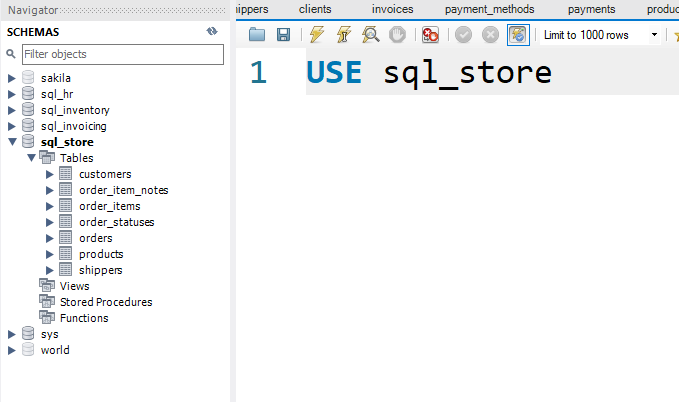 Navigator
SCHEMAS
Filter objects
sakila
sql_hr
sql_inventory
sql_invoicing
sql_store
Tables
customers
order_item_notes
order_items
order_statuses
orders
products
shippers
Views
Stored Procedures
Functions
sys
world
hippers clients invoices payment_methods payments produc
Limit to 1000 rows
1 USE sql_store